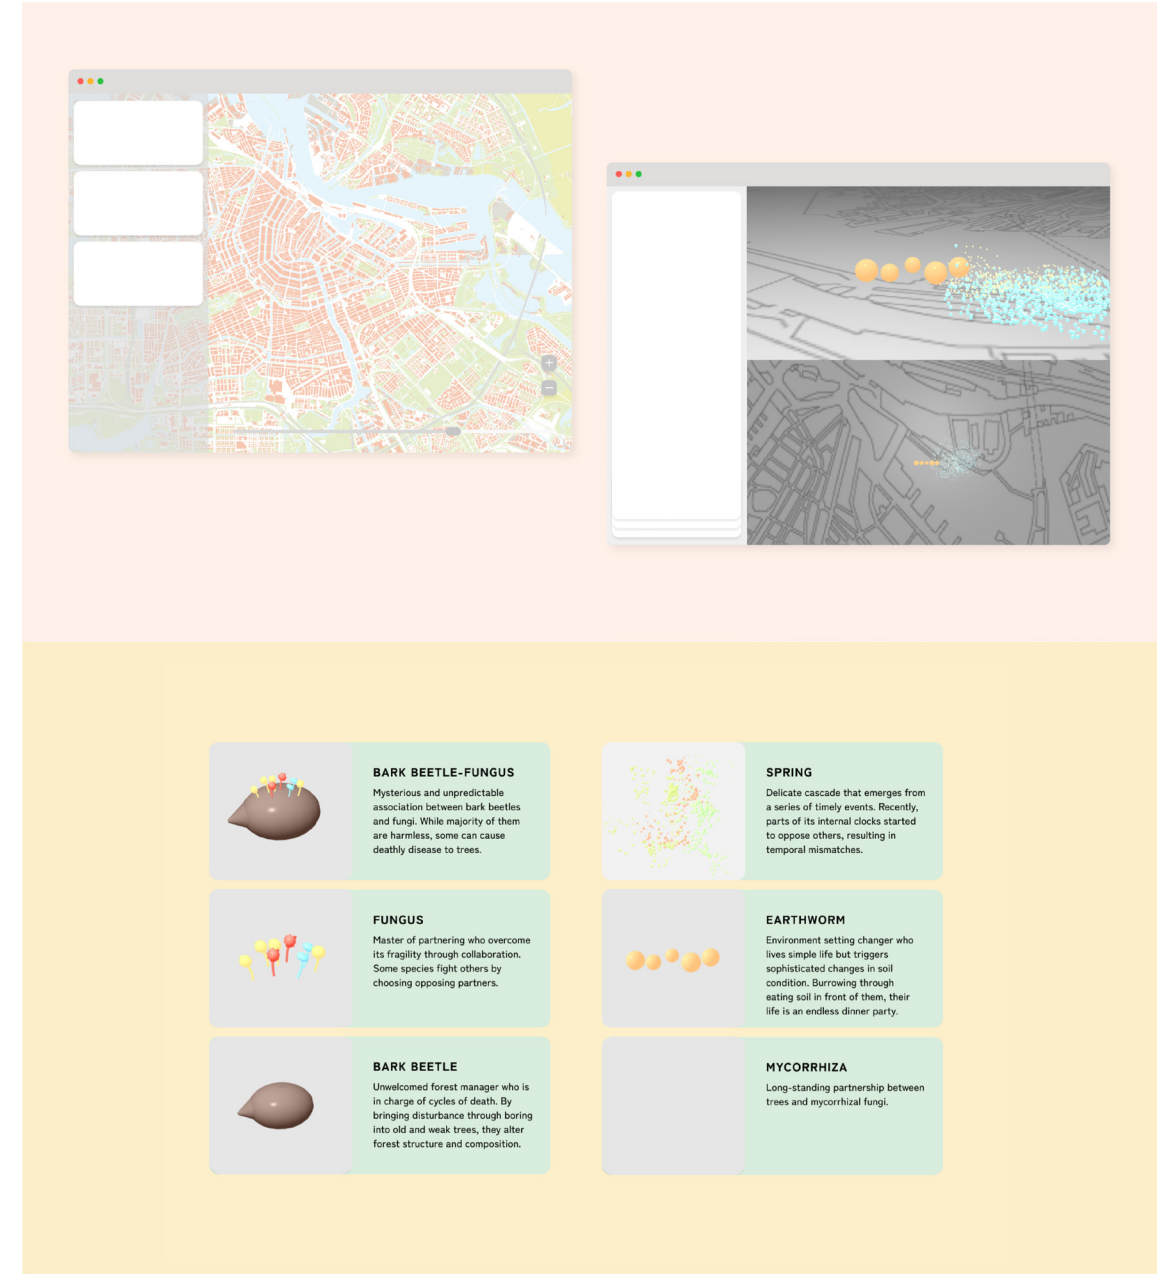 BARK BEETLE-FUNGUS
Mysterious and unpredictable
association between bark beetles
and fungi. While majority of them
are harmless, some can cause
deathly disease to trees.
SPRING
Delicate cascade that emerges from
a series of timely events. Recently,
parts of its internal clocks started
to oppose others, resulting in
temporal mismatches.
FUNGUS
Master of partnering who overcome
its fragility through collaboration.
Some species fight others by
choosing opposing partners.
EARTHWORM
Environment setting changer who
lives simple life but triggers
sophisticated changes in soil
condition. Burrowing through
eating soil in front of them, their
life is an endless dinner party.
BARK BEETLE
Unwelcomed forest manager who is
in charge of cycles of death. By
bringing disturbance through boring
into old and weak trees, they alter
forest structure and composition.
MYCORRHIZA
Long-standing partnership between
trees and mycorrhizal fungi.